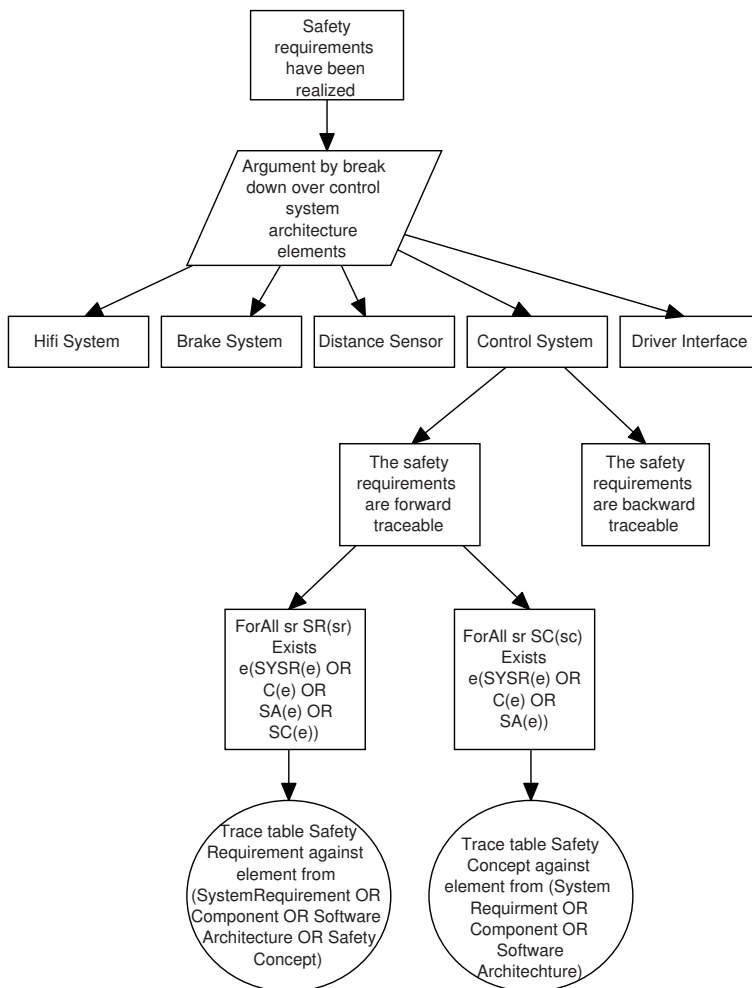 Safety
requirements
have been
realized
Argument by break
down over control
system
architecture
elements
Hifi System
Brake System
Distance Sensor
Control System
Driver Interface
The safety
requirements
are forward
traceable
The safety
requirements
are backward
traceable
ForAll sr SR(sr)
Exists
e(SYSR(e) OR
C(e) OR
SA(e) OR
SC(e))
ForAll sr SC(sc)
Exists
e(SYSR(e) OR
C(e) OR
SA(e))
Trace table Safety
Requirement against
element from
(SystemRequirement OR
Component OR Software
Architecture OR Safety
Concept)
Trace table Safety
Concept against
element from (System
Requirment OR
Component OR
Software
Architechture)